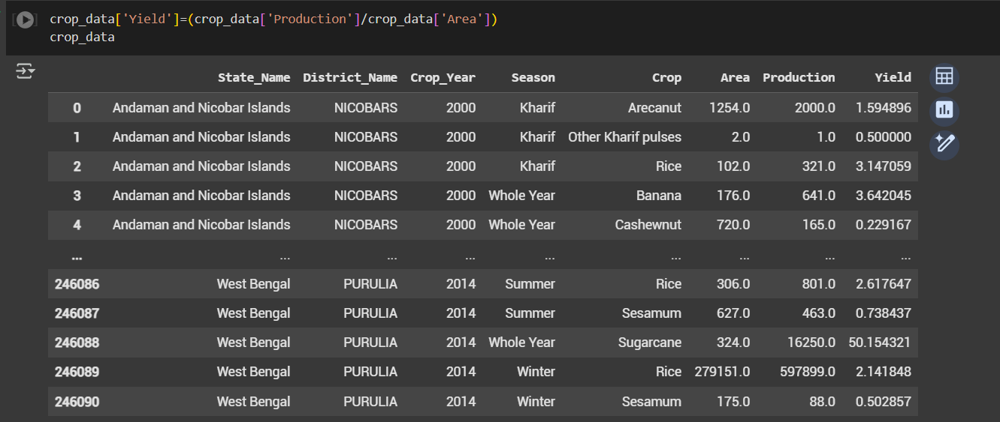 crop_data['Yield']=(crop_data['Production']/crop_data['Area'])
crop_data
State_Name District_Name Crop_Year Season Crop Area Production Yield
0 Andaman and Nicobar Islands NICOBARS 2000 Kharif Arecanut 1254.0 2000.0 1.594896
1 Andaman and Nicobar Islands NICOBARS 2000 Kharif Other Kharif pulses 2.0 1.0 0.500000
2 Andaman and Nicobar Islands NICOBARS 2000 Kharif Rice 102.0 321.0 3.147059
3 Andaman and Nicobar Islands NICOBARS 2000 Whole Year Banana 176.0 641.0 3.642045
4 Andaman and Nicobar Islands NICOBARS 2000 Whole Year Cashewnut 720.0 165.0 0.229167
... ... ... ... ... ... ... ... ...
246086 West Bengal PURULIA 2014 Summer Rice 306.0 801.0 2.617647
246087 West Bengal PURULIA 2014 Summer Sesamum 627.0 463.0 0.738437
246088 West Bengal PURULIA 2014 Whole Year Sugarcane 324.0 16250.0 50.154321
246089 West Bengal PURULIA 2014 Winter Rice 279151.0 597899.0 2.141848
246090 West Bengal PURULIA 2014 Winter Sesamum 175.0 88.0 0.502857